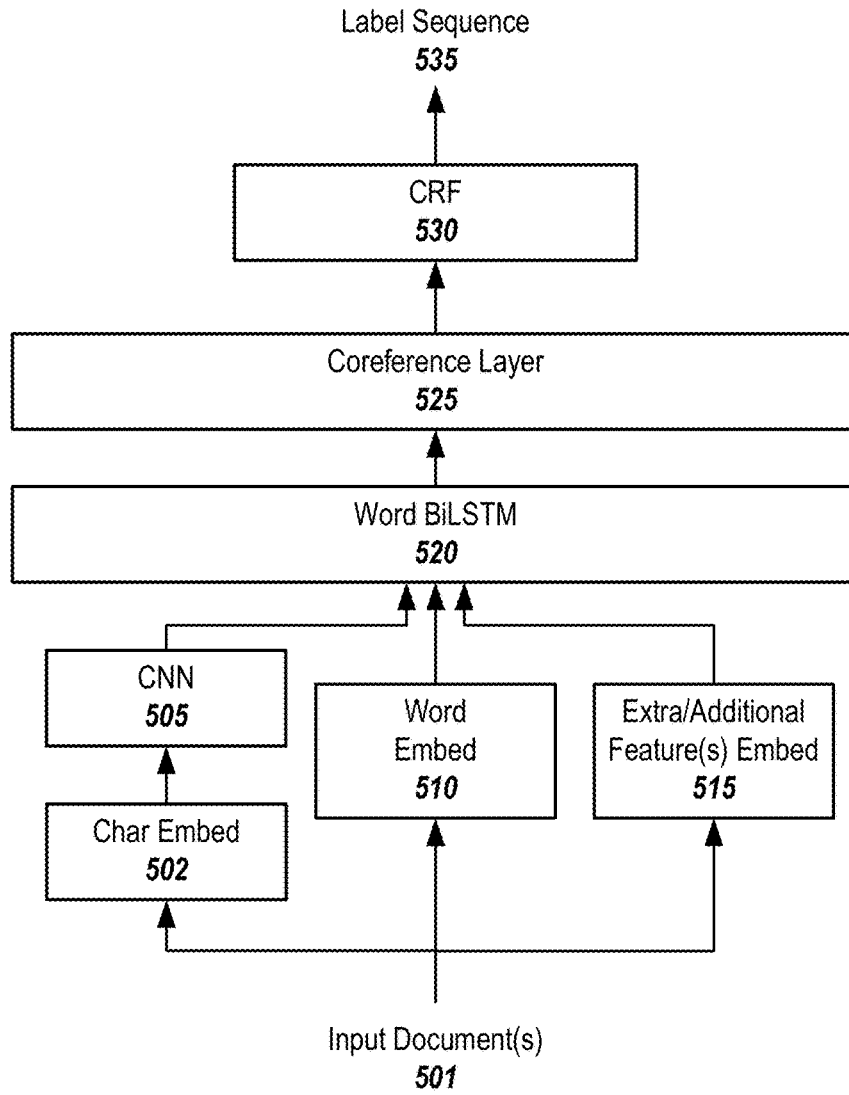 Label Sequence
535
CRF
530
Coreference Layer
525
Word BiLSTM
520
CNN
505
Word
Embed
510
Extra/Additional
Feature(s) Embed
515
Char Embed
502
Input Document(s)
501